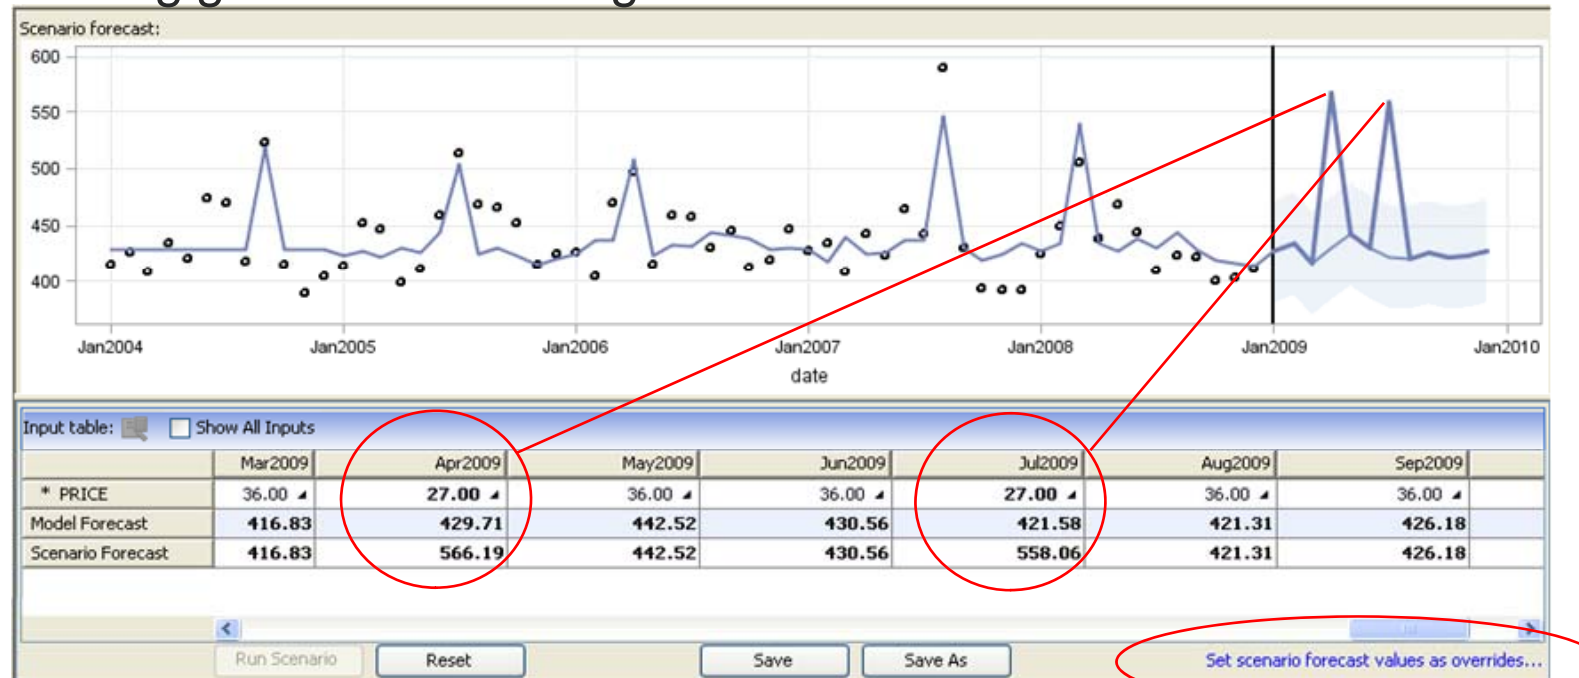 Scenario forecast:
600
550
500
450
400
Jan2004 Jan2005 Jan2006 Jan2007 Jan2008 Jan2009 Jan2010
date
Input table: Show All Inputs
Mar2009 Apr2009 May2009 Jun2009 Jul2009 Aug2009 Sep2009
* PRICE 36.00 27.00 36.00 36.00 27.00 36.00 36.00
Model Forecast 416.83 429.71 442.52 430.56 421.58 421.31 426.18
Scenario Forecast 416.83 566.19 442.52 430.56 558.06 421.31 426.18
Run Scenario Reset Save Save As Set scenario forecast values as overrides...